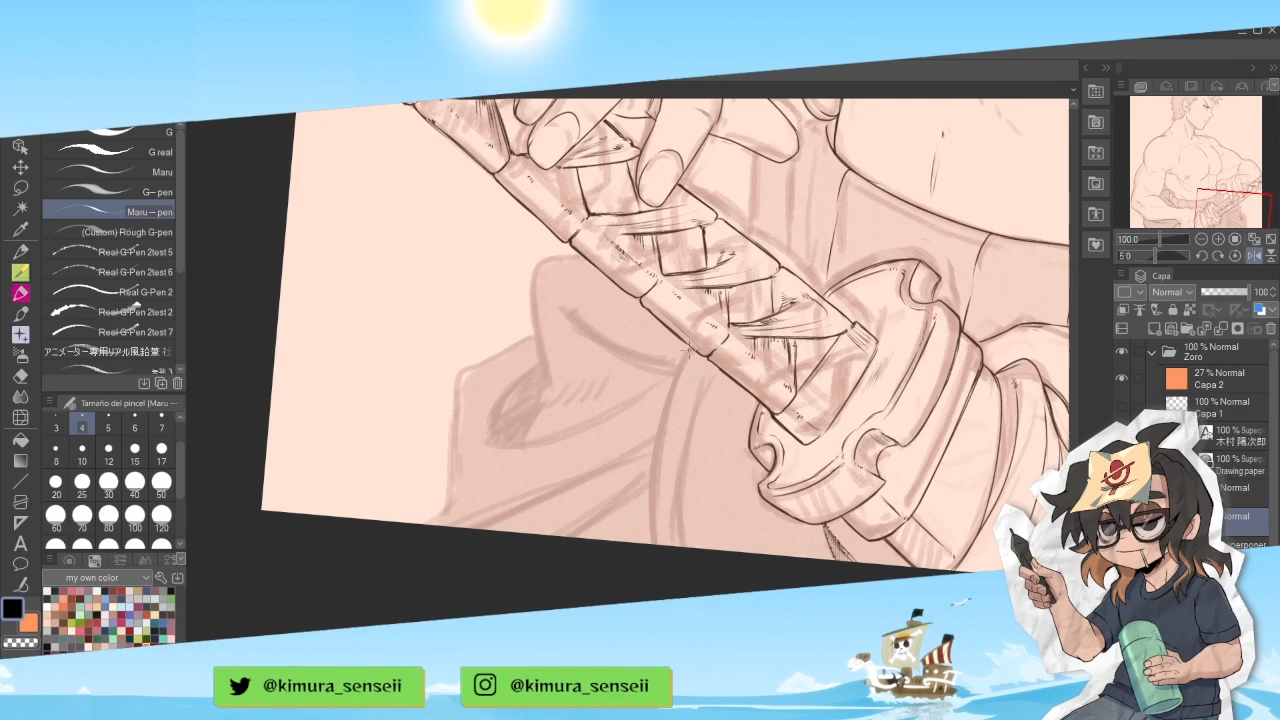 G
G real
Maru
G-pen
Maru-pen
(Custom) Rough G-pen
Real G-Pen 2test 5
Real G-Pen 2test 6
Real G-Pen 2
Real G-Pen 2test 2
Real G-Pen 2test 7
アニメーター専用リアル風鉛筆
Tamaño del pincel [Maru
3 4 5 6 7
8 10 12 15 17
20 25 30 40 50
60 70 80 100 120
my own color
100.0
5 0
Capa
Normal 100
100 % Normal
Zoro
27 % Normal
Capa 2
100 % Normal
Capa 1
100 % Superp
木村 陽次郎
100 % Superp
Drawing paper
Normal
ormal
uperponer
@kimura_senseii
@kimura_senseii